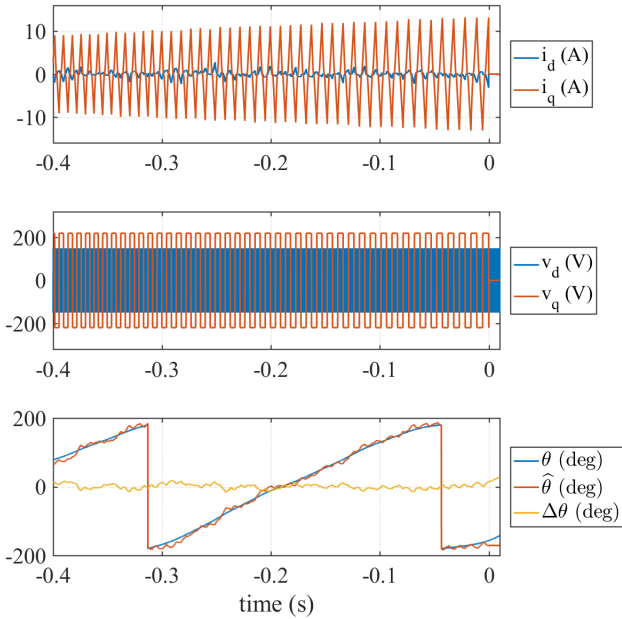 10
0
-10
-0.4 -0.3 -0.2 -0.1 0
i_d (A)
i_q (A)
200
0
-200
-0.4 -0.3 -0.2 -0.1 0
v_d (V)
v_q (V)
200
0
-200
-0.4 -0.3 -0.2 -0.1 0
time (s)
θ (deg)
θ̂ (deg)
Δθ (deg)